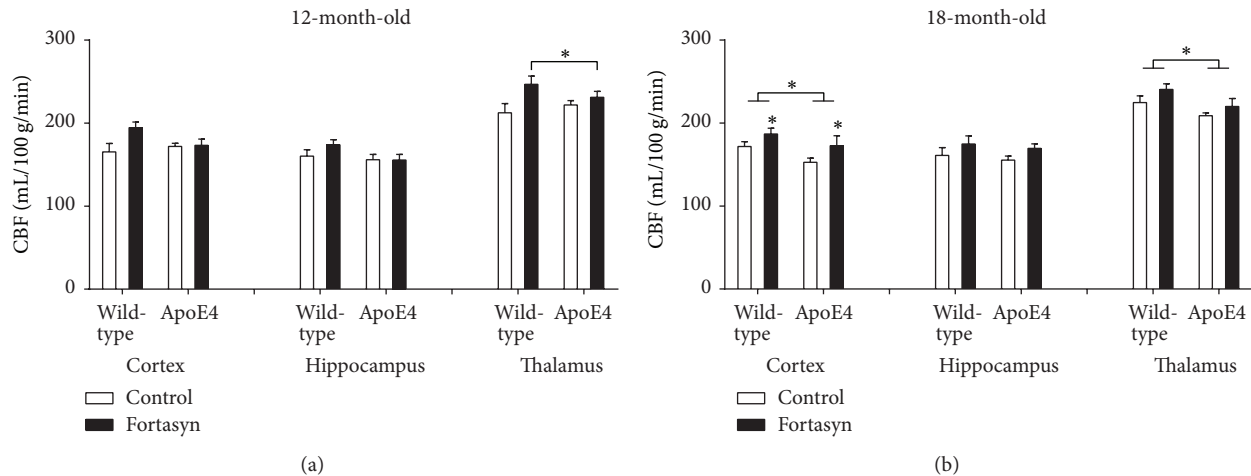 12-month-old
CBF (mL/100 g/min)
300
200
100
0
*
Wild-
type
ApoE4
Wild-
type
ApoE4
Wild-
type
ApoE4
Cortex
Hippocampus
Thalamus
Control
Fortasyn
(a)
18-month-old
CBF (mL/100 g/min)
300
200
100
0
*
*
*
*
Wild-
type
ApoE4
Wild-
type
ApoE4
Wild-
type
ApoE4
Cortex
Hippocampus
Thalamus
Control
Fortasyn
(b)